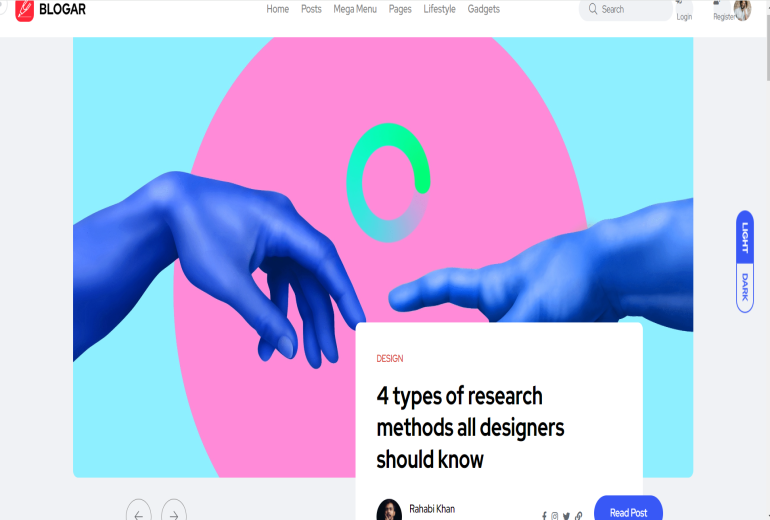 BLOGAR
Home Posts Mega Menu Pages Lifestyle Gadgets
Search
Login
Register
LIGHT
DARK
DESIGN
4 types of research
methods all designers
should know
Rahabi Khan
Read Post